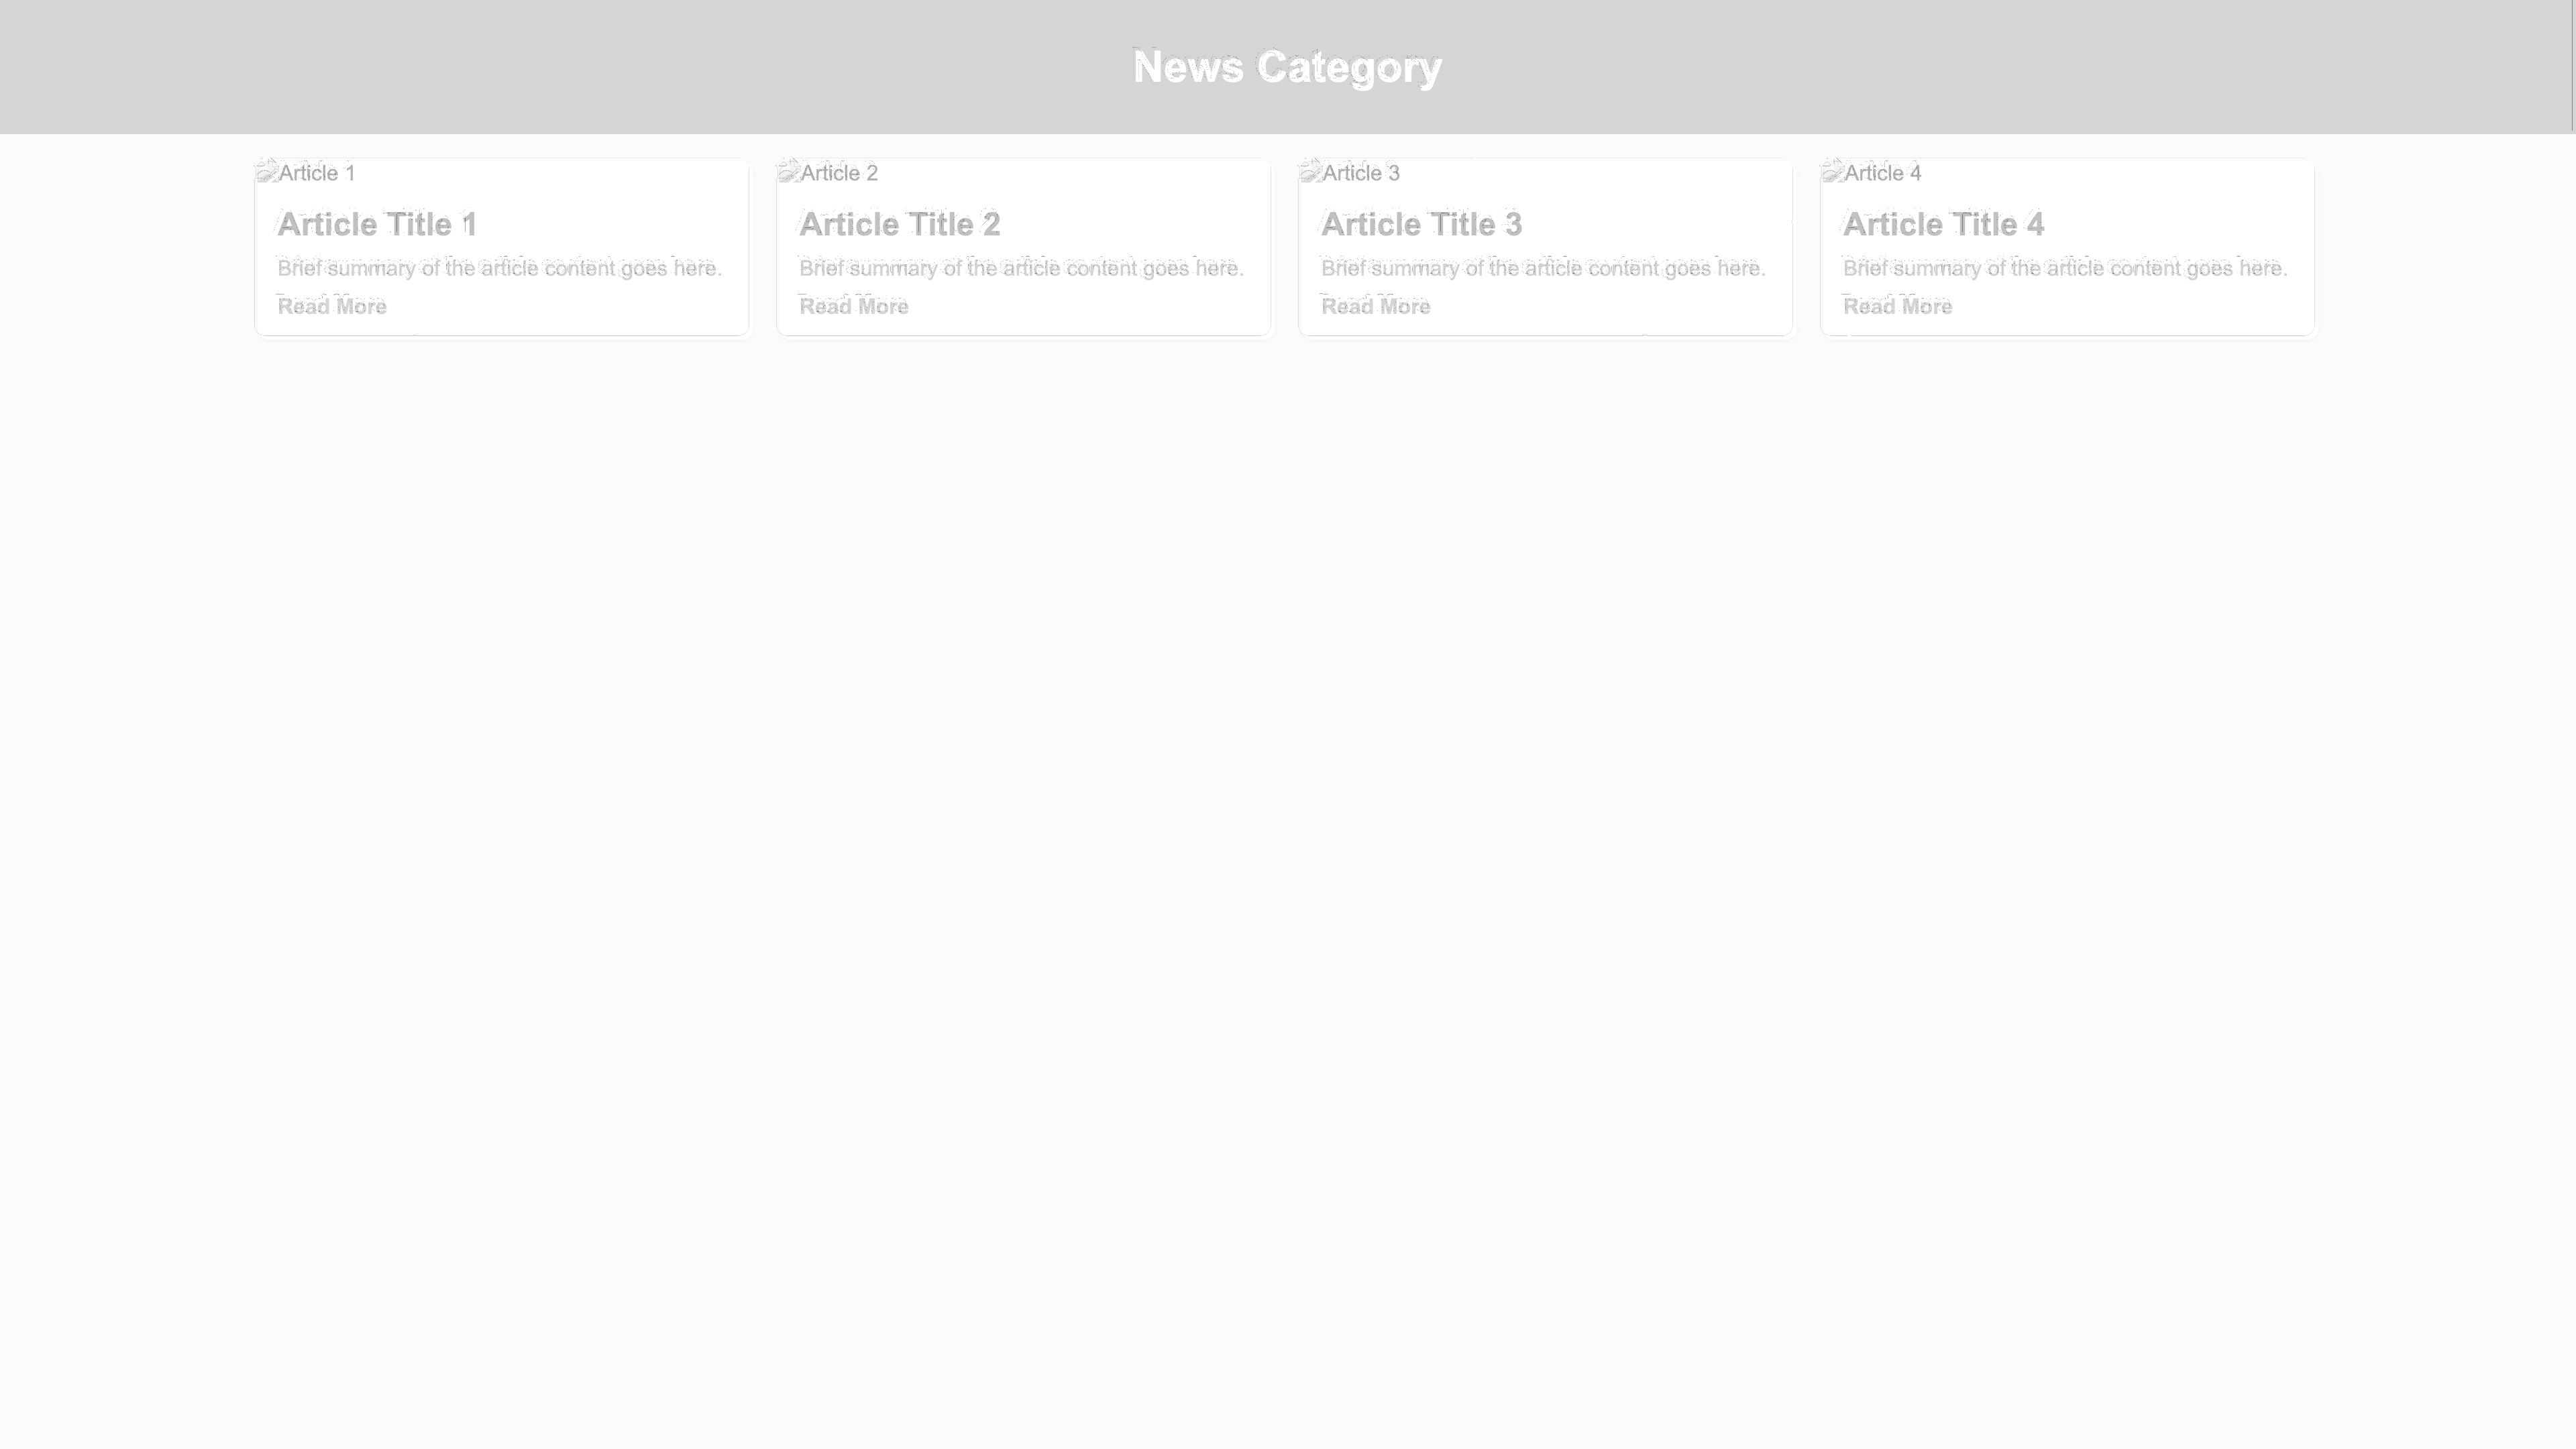 News Category
Article 1
Article Title 1
Brief summary of the article content goes here.
Read More
Article 2
Article Title 2
Brief summary of the article content goes here.
Read More
Article 3
Article Title 3
Brief summary of the article content goes here.
Read More
Article 4
Article Title 4
Brief summary of the article content goes here.
Read More